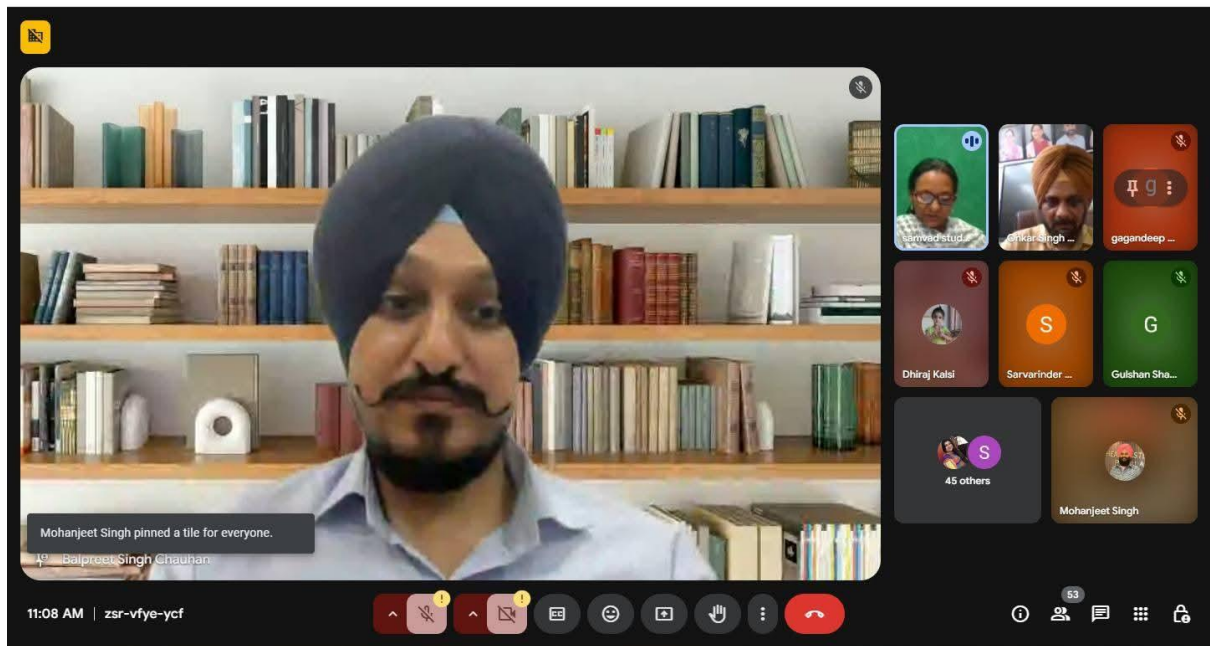 samvad stud...
Onkar Singh ...
g
gagandeep ...
Dhiraj Kalsi
S
Sarvarinder ...
G
Gulshan Sha...
S
45 others
Mohanjeet Singh
Mohanjeet Singh pinned a tile for everyone.
Balpreet Singh Chauhan
11:08 AM | zsr-vfye-ycf
!
!
CC
53